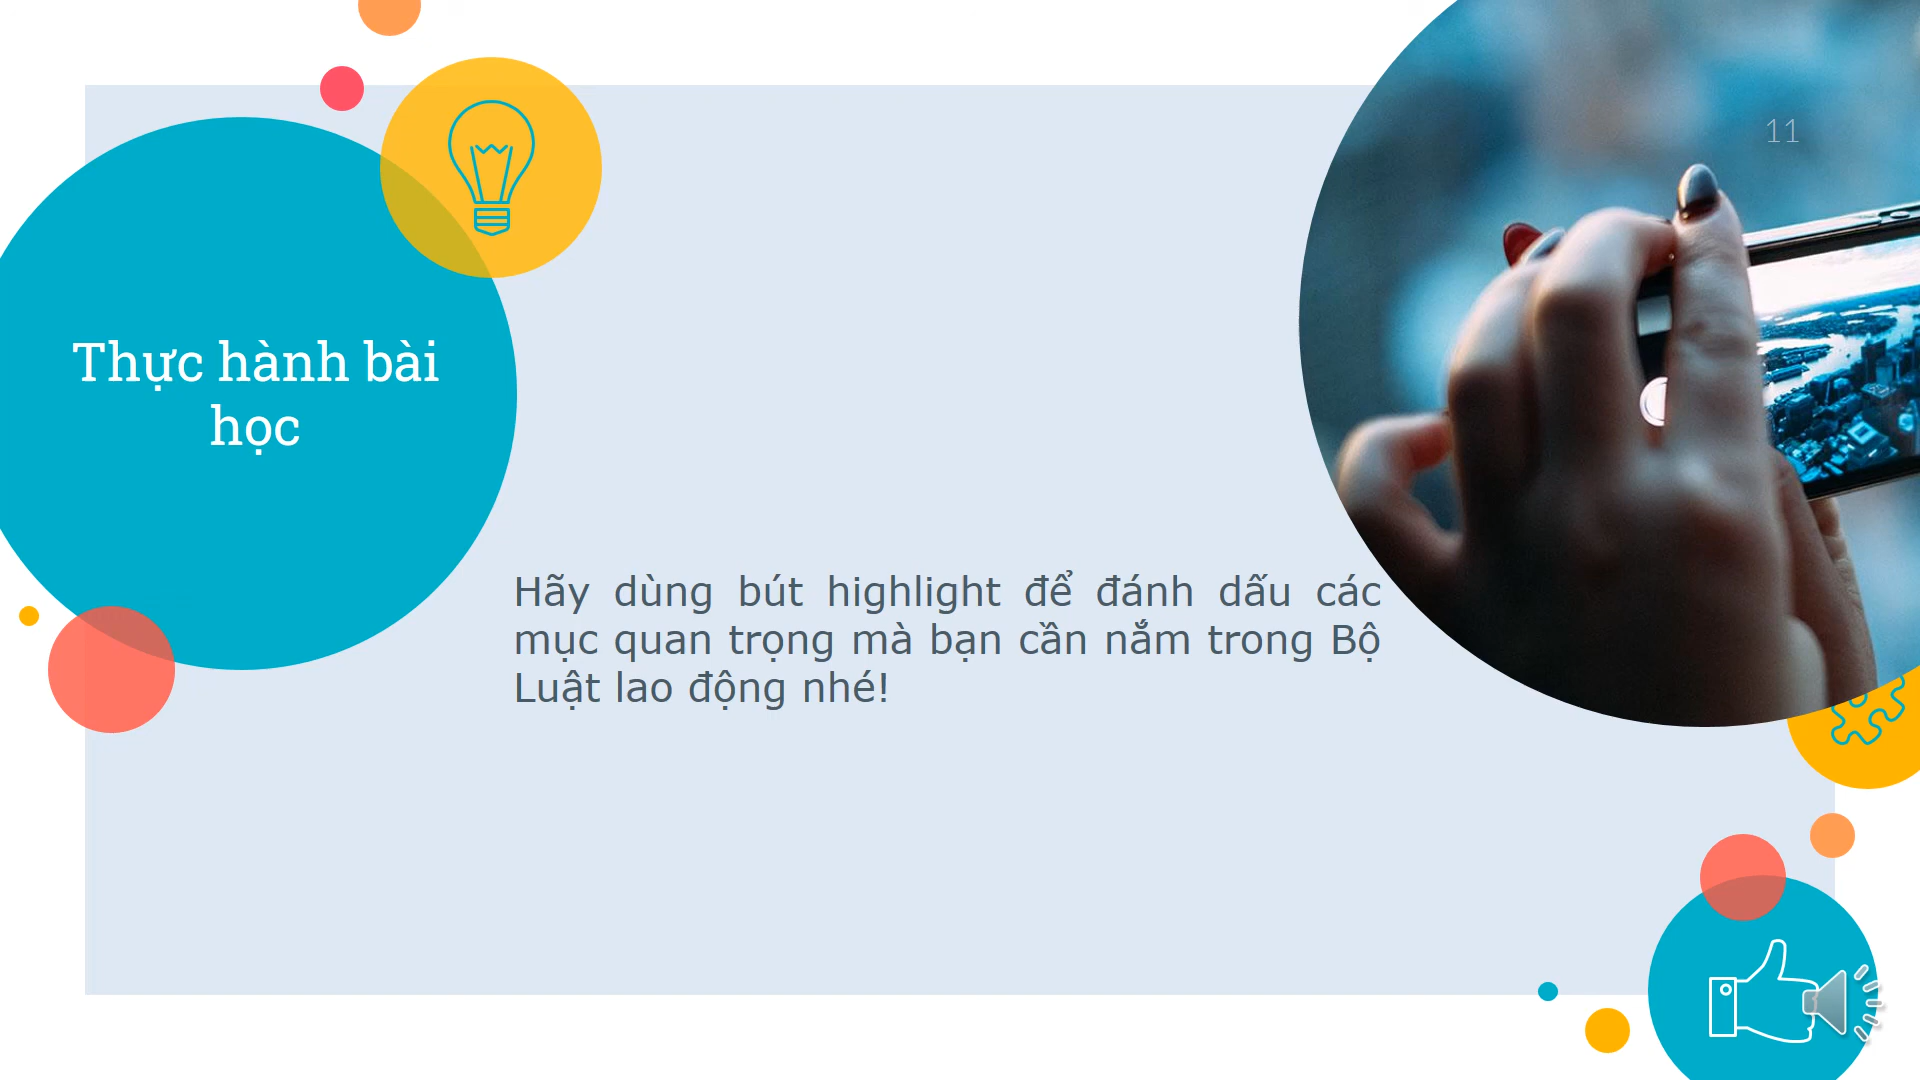 11
Thực hành bài
học
Hãy dùng bút highlight để đánh dấu các
mục quan trọng mà bạn cần nắm trong Bộ
Luật lao động nhé!